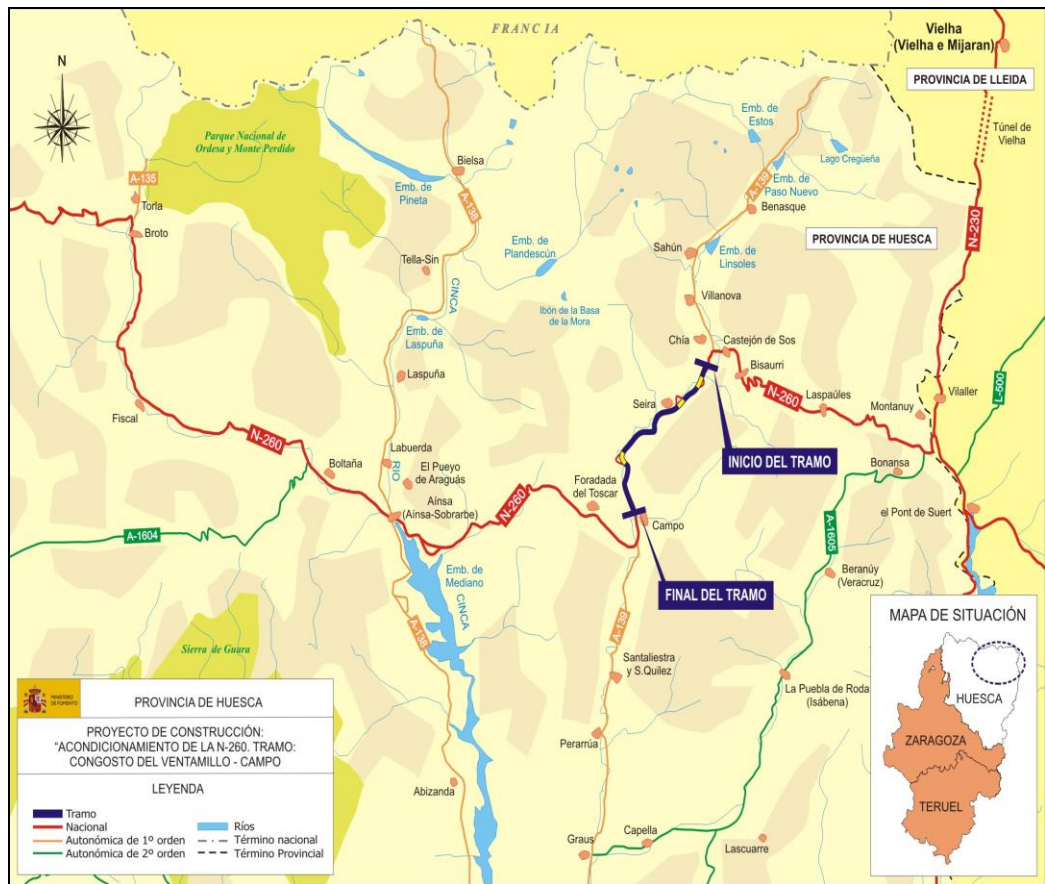 FRANCIA
Vielha
(Vielha e Mijaran)
PROVINCIA DE LLEIDA
Túnel de
Vielha
N
Parque Nacional de
Ordesa y Monte Perdido
A-135
Torla
Broto
Bielsa
Emb. de
Pineta
A-138
Tella-Sin
CINCA
Emb. de
Plandescún
Emb. de
Estos
Lago Cregüeña
A-139
Emb. de
Paso Nuevo
Benasque
PROVINCIA DE HUESCA
N-230
Sahún
Emb. de
Linsoles
Villanova
Ibón de la Basa
de la Mora
Emb. de
Laspuña
Laspuña
Chía
Castejón de Sos
Bisaurri
Seira
Laspaúles
N-260
Montanuy
Vilaller
L-500
Fiscal
N-260
Boltaña
Labuerda
RIO
El Pueyo
de Araguás
Aínsa
(Ainsa-Sobrarbe)
N-260
Foradada
del Toscar
INICIO DEL TRAMO
Bonansa
el Pont de Suert
Campo
A-1604
A-1605
Emb. de
Mediano
CINCA
FINAL DEL TRAMO
Beranúy
(Veracruz)
A-138
A-139
Sierra de Guara
Santaliestra
y S.Quilez
La Puebla de Roda
(Isábena)
Perarrúa
Abizanda
Graus
Capella
Lascuarre
MAPA DE SITUACIÓN
HUESCA
ZARAGOZA
TERUEL
MINISTERIO
DE FOMENTO
PROVINCIA DE HUESCA
PROYECTO DE CONSTRUCCIÓN:
"ACONDICIONAMIENTO DE LA N-260. TRAMO:
CONGOSTO DEL VENTAMILLO - CAMPO
LEYENDA
Tramo
Nacional
Autonómica de 1º orden
Autonómica de 2º orden
Ríos
Término nacional
Término Provincial